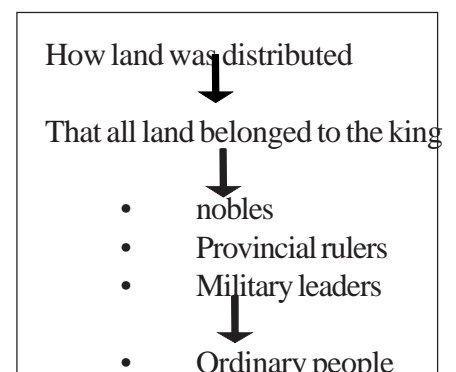 How land was distributed
That all land belonged to the king
• nobles
• Provincial rulers
• Military leaders
• Ordinary people